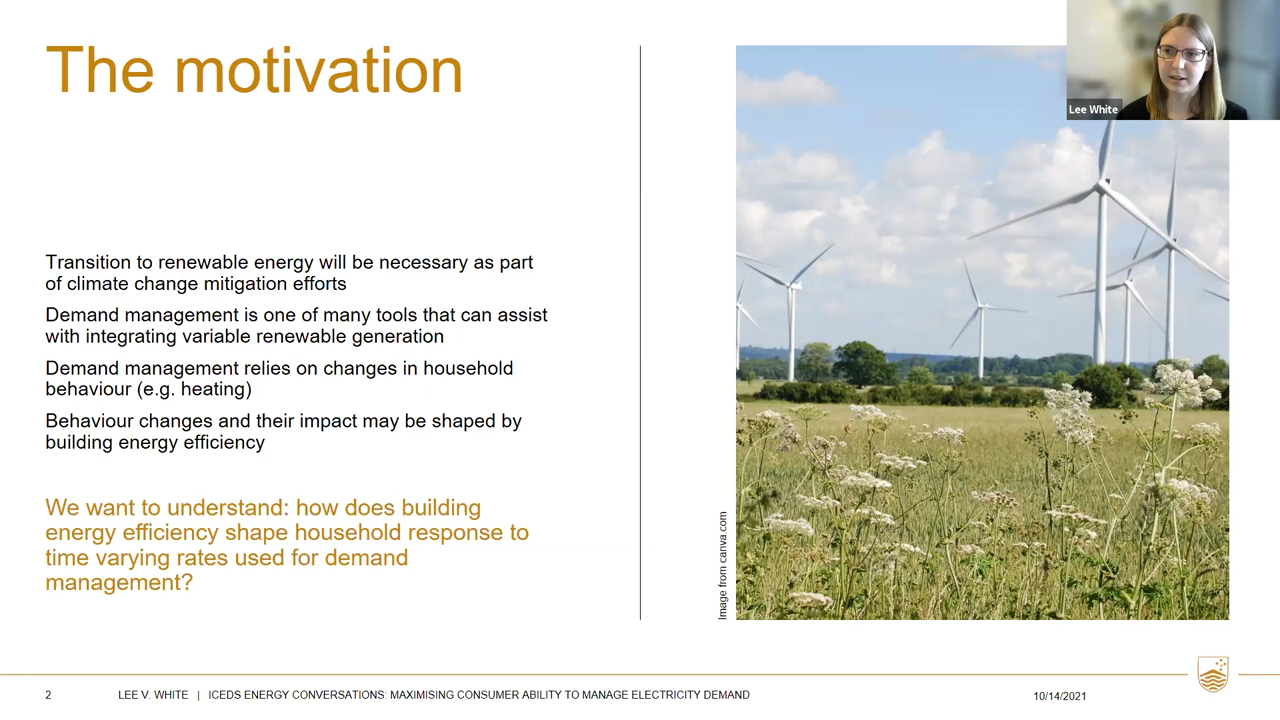 The motivation
Lee White
Transition to renewable energy will be necessary as part
of climate change mitigation efforts
Demand management is one of many tools that can assist
with integrating variable renewable generation
Demand management relies on changes in household
behaviour (e.g. heating)
Behaviour changes and their impact may be shaped by
building energy efficiency
We want to understand: how does building
energy efficiency shape household response to
time varying rates used for demand
management?
Image from canva.com
2 LEE V. WHITE | ICEDS ENERGY CONVERSATIONS: MAXIMISING CONSUMER ABILITY TO MANAGE ELECTRICITY DEMAND 10/14/2021